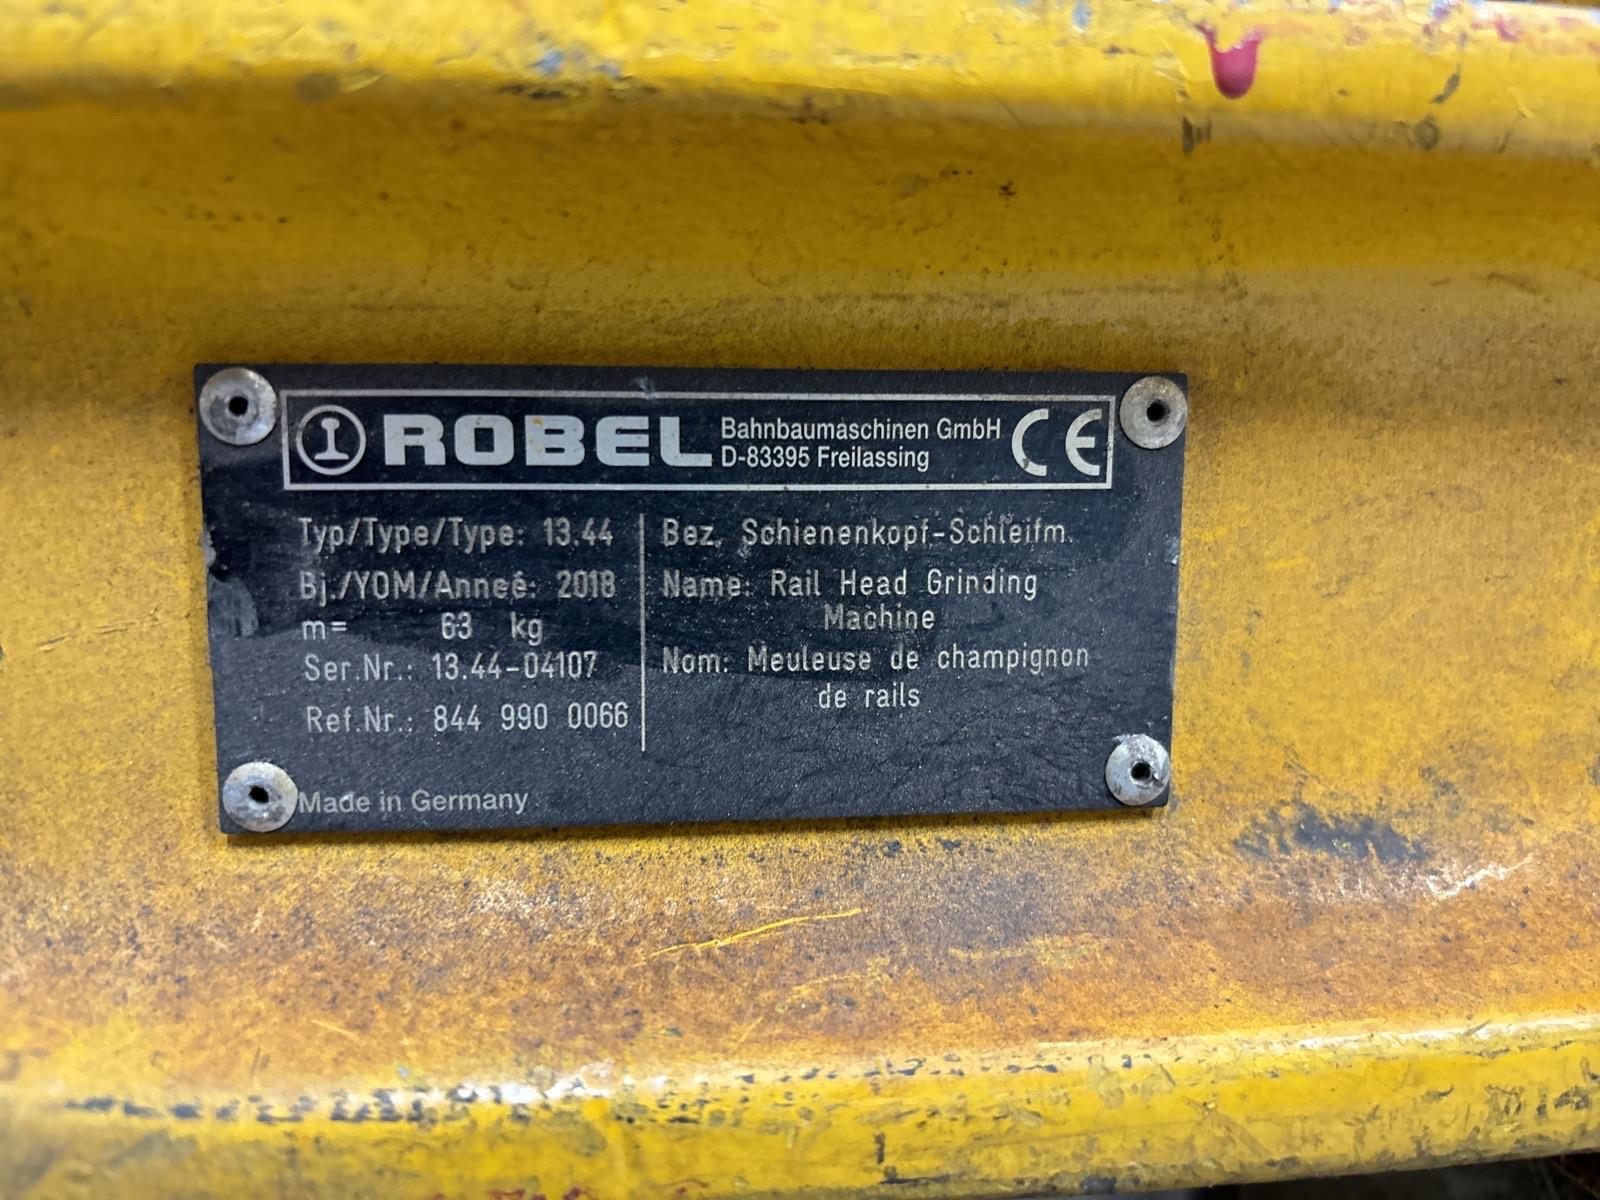 ROBEL
Bahnbaumaschinen GmbH
D-83395 Freilassing
CE
Typ/Type/Type: 13.44
Bj./YOM/Anneé: 2018
m= 63 kg
Ser.Nr.: 13.44-04107
Ref.Nr.: 844 990 0066
Bez. Schienenkopf-Schleifm.
Name: Rail Head Grinding
Machine
Nom: Meuleuse de champignon
de rails
Made in Germany